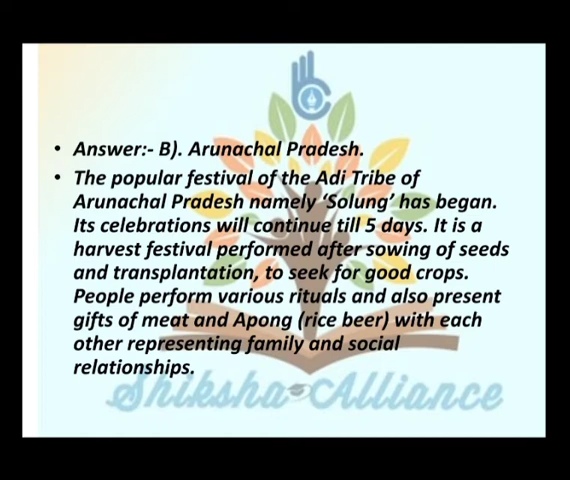 • Answer:- B). Arunachal Pradesh.
• The popular festival of the Adi Tribe of
Arunachal Pradesh namely ‘Solung’ has began.
Its celebrations will continue till 5 days. It is a
harvest festival performed after sowing of seeds
and transplantation, to seek for good crops.
People perform various rituals and also present
gifts of meat and Apong (rice beer) with each
other representing family and social
relationships.
Shiksha Alliance